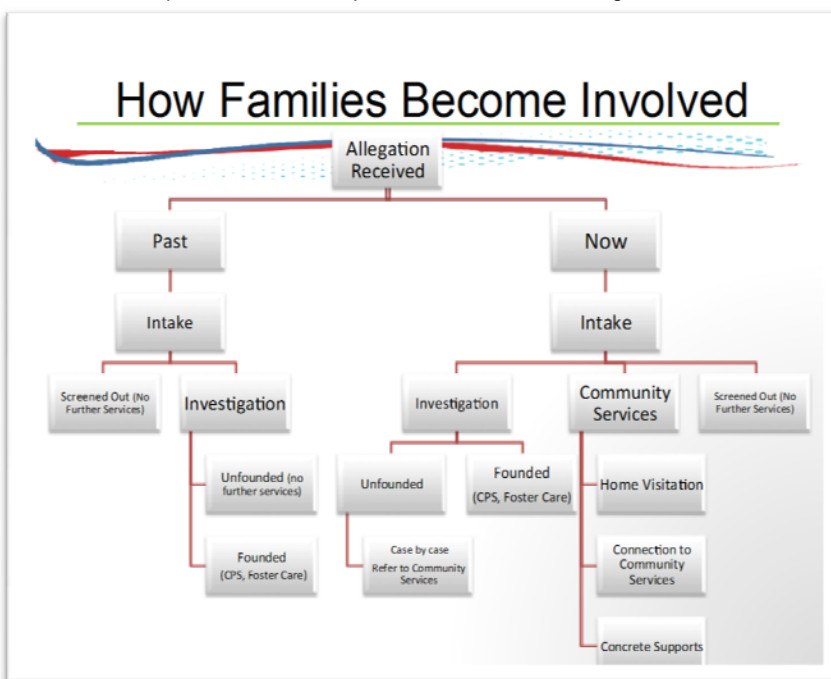 How Families Become Involved
Allegation
Received
Past
Now
Intake
Intake
Screened Out (No
Further Services)
Investigation
Investigation
Community
Services
Screened Out (No
Further Services)
Unfounded (no
further services)
Unfounded
Founded
(CPS, Foster Care)
Home Visitation
Founded
(CPS, Foster Care)
Case by case
Refer to Community
Services
Connection to
Community
Services
Concrete Supports